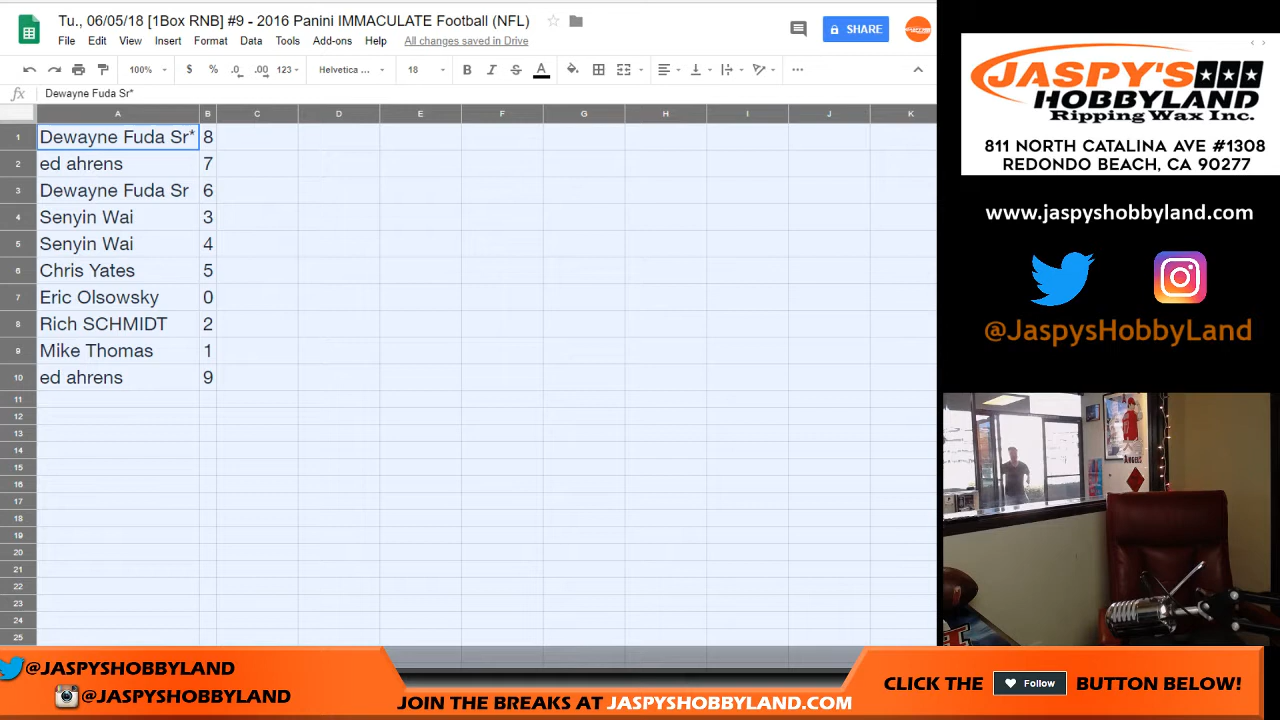 Tu., 06/05/18 [1Box RNB] #9 - 2016 Panini IMMACULATE Football (NFL)
File Edit View Insert Format Data Tools Add-ons Help All changes saved in Drive
SHARE
100% $ % .0 .00 123 Helvetica ... 18 B I S A
fx Dewayne Fuda Sr*
A B C D E F G H I J K
1 Dewayne Fuda Sr* 8
2 ed ahrens 7
3 Dewayne Fuda Sr 6
4 Senyin Wai 3
5 Senyin Wai 4
6 Chris Yates 5
7 Eric Olsowsky 0
8 Rich SCHMIDT 2
9 Mike Thomas 1
10 ed ahrens 9
11
12
13
14
15
16
17
18
19
20
21
22
23
24
25
JASPY'S
HOBBYLAND
Ripping Wax Inc.
811 NORTH CATALINA AVE #1308
REDONDO BEACH, CA 90277
www.jaspyshobbyland.com
@JaspysHobbyLand
ANGELS
@JASPYSHOBBYLAND
@JASPYSHOBBYLAND
JOIN THE BREAKS AT JASPYSHOBBYLAND.COM
CLICK THE Follow BUTTON BELOW!